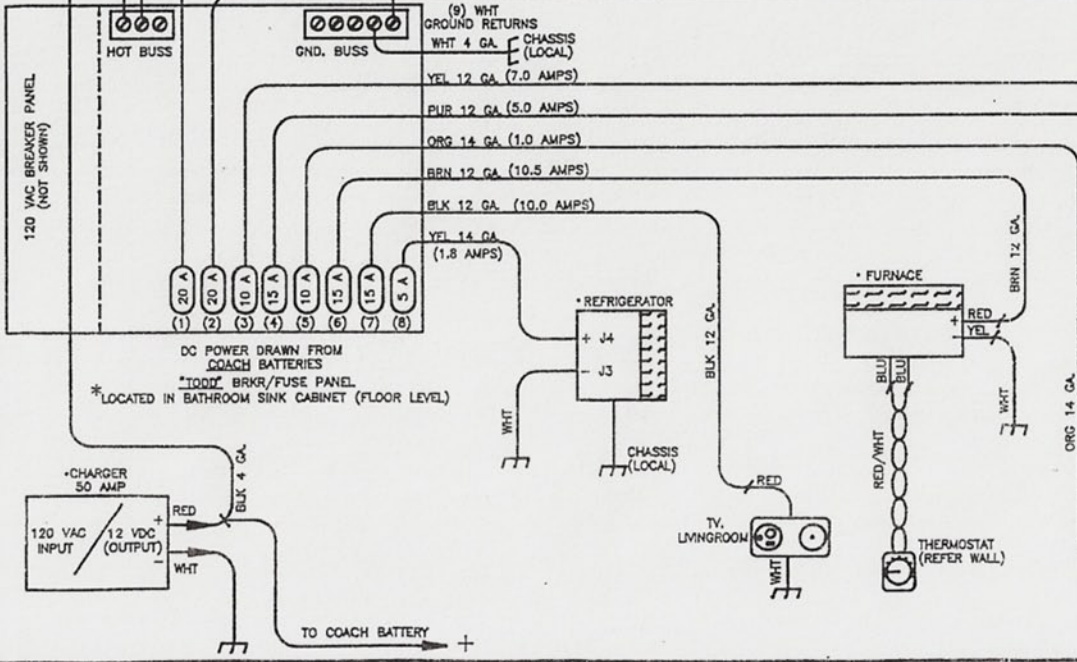 (9) WHT
GROUND RETURNS
HOT BUSS
GND. BUSS
WHT 4 GA.
CHASSIS
(LOCAL)
120 VAC BREAKER PANEL
(NOT SHOWN)
YEL 12 GA. (7.0 AMPS)
PUR 12 GA. (5.0 AMPS)
ORG 14 GA. (1.0 AMPS)
BRN 12 GA. (10.5 AMPS)
BLK 12 GA. (10.0 AMPS)
YEL 14 GA.
(1.8 AMPS)
20 A
20 A
10 A
15 A
10 A
15 A
15 A
5 A
(1)
(2)
(3)
(4)
(5)
(6)
(7)
(8)
DC POWER DRAWN FROM
COACH BATTERIES
"TODD" BRKR/FUSE PANEL
*LOCATED IN BATHROOM SINK CABINET (FLOOR LEVEL)
• REFRIGERATOR
+ J4
- J3
WHT
CHASSIS
(LOCAL)
BLK 12 GA.
• FURNACE
+
-
RED
YEL
BRN 12 GA.
BLU
BLU
WHT
RED/WHT
ORG 14 GA.
THERMOSTAT
(REFER WALL)
RED
TV.
LIVINGROOM
WHT
•CHARGER
50 AMP
120 VAC
INPUT
12 VDC
(OUTPUT)
+
-
RED
WHT
BLK 4 GA.
TO COACH BATTERY
+